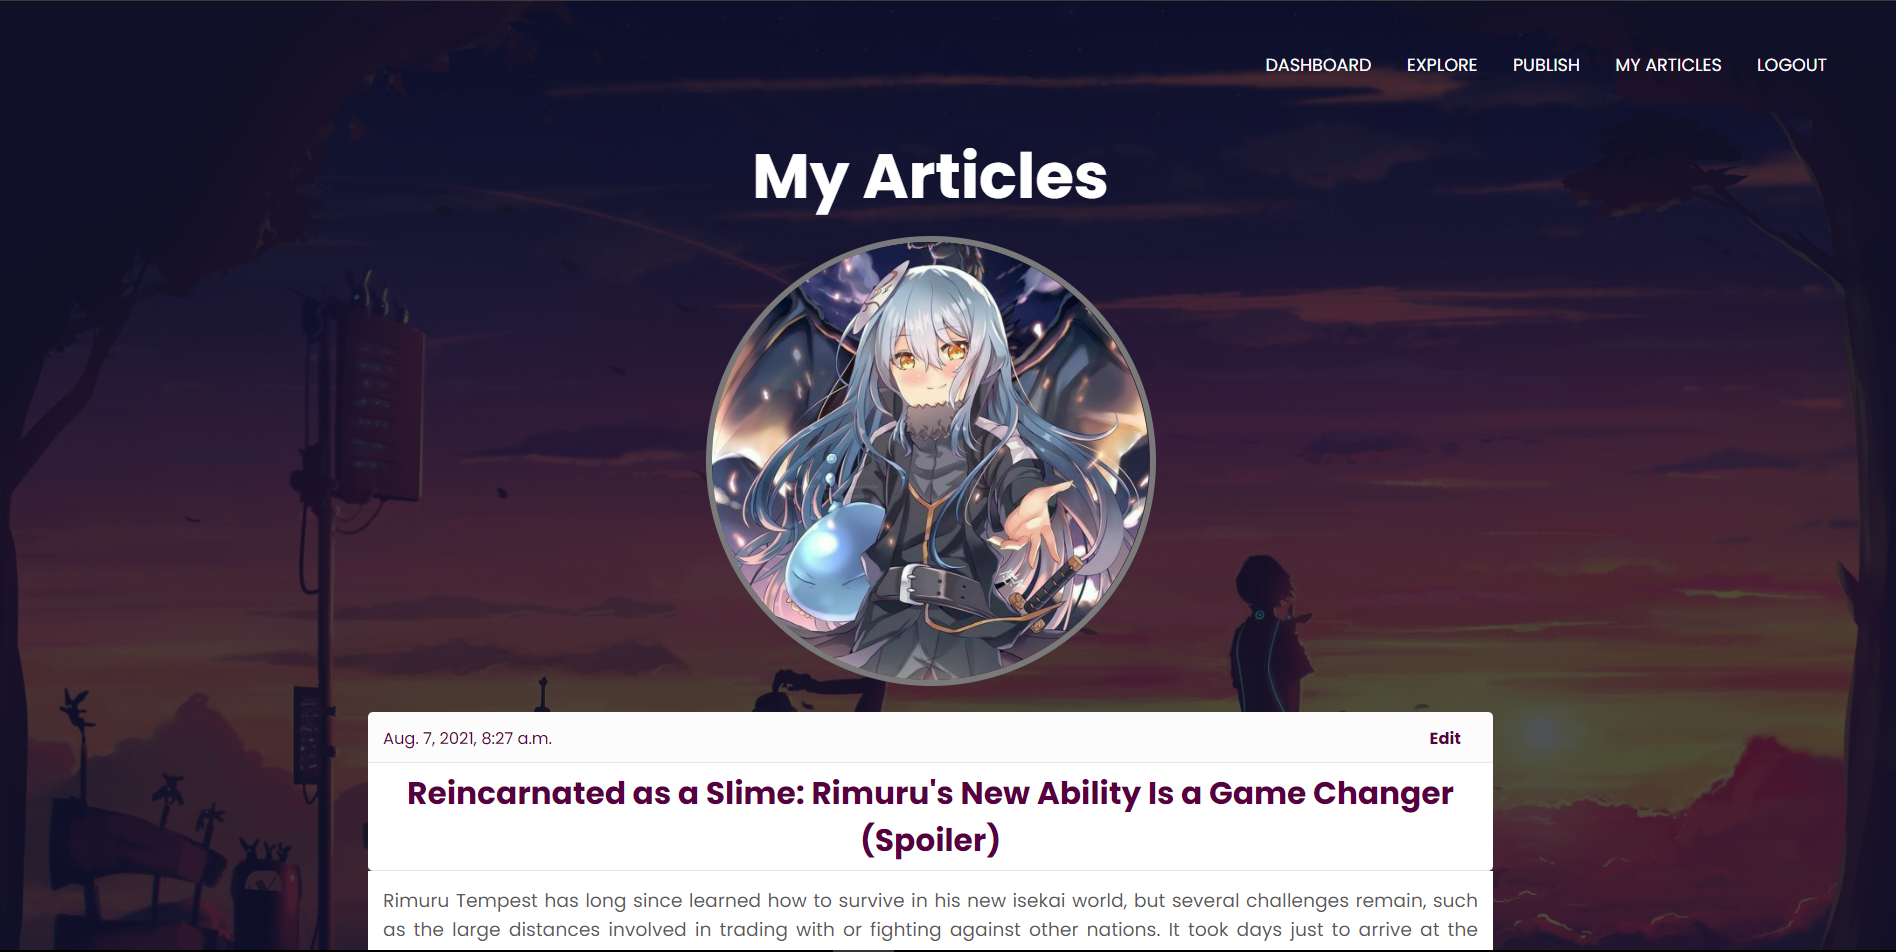 DASHBOARD EXPLORE PUBLISH MY ARTICLES LOGOUT
My Articles
Aug. 7, 2021, 8:27 a.m. Edit
Reincarnated as a Slime: Rimuru's New Ability Is a Game Changer
(Spoiler)
Rimuru Tempest has long since learned how to survive in his new isekai world, but several challenges remain, such
as the large distances involved in trading with or fighting against other nations. It took days just to arrive at the